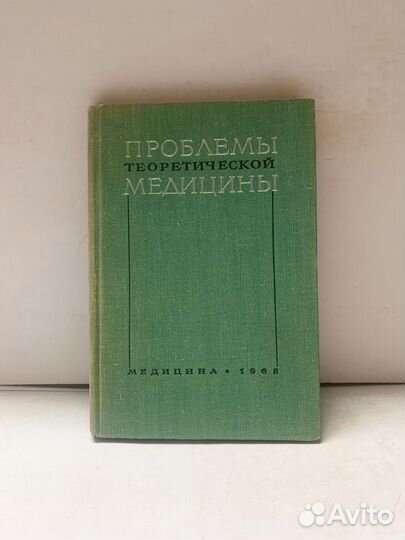 ПРОБЛЕМЫ
ТЕОРЕТИЧЕСКОЙ
МЕДИЦИНЫ
МЕДИЦИНА • 1968
Avito